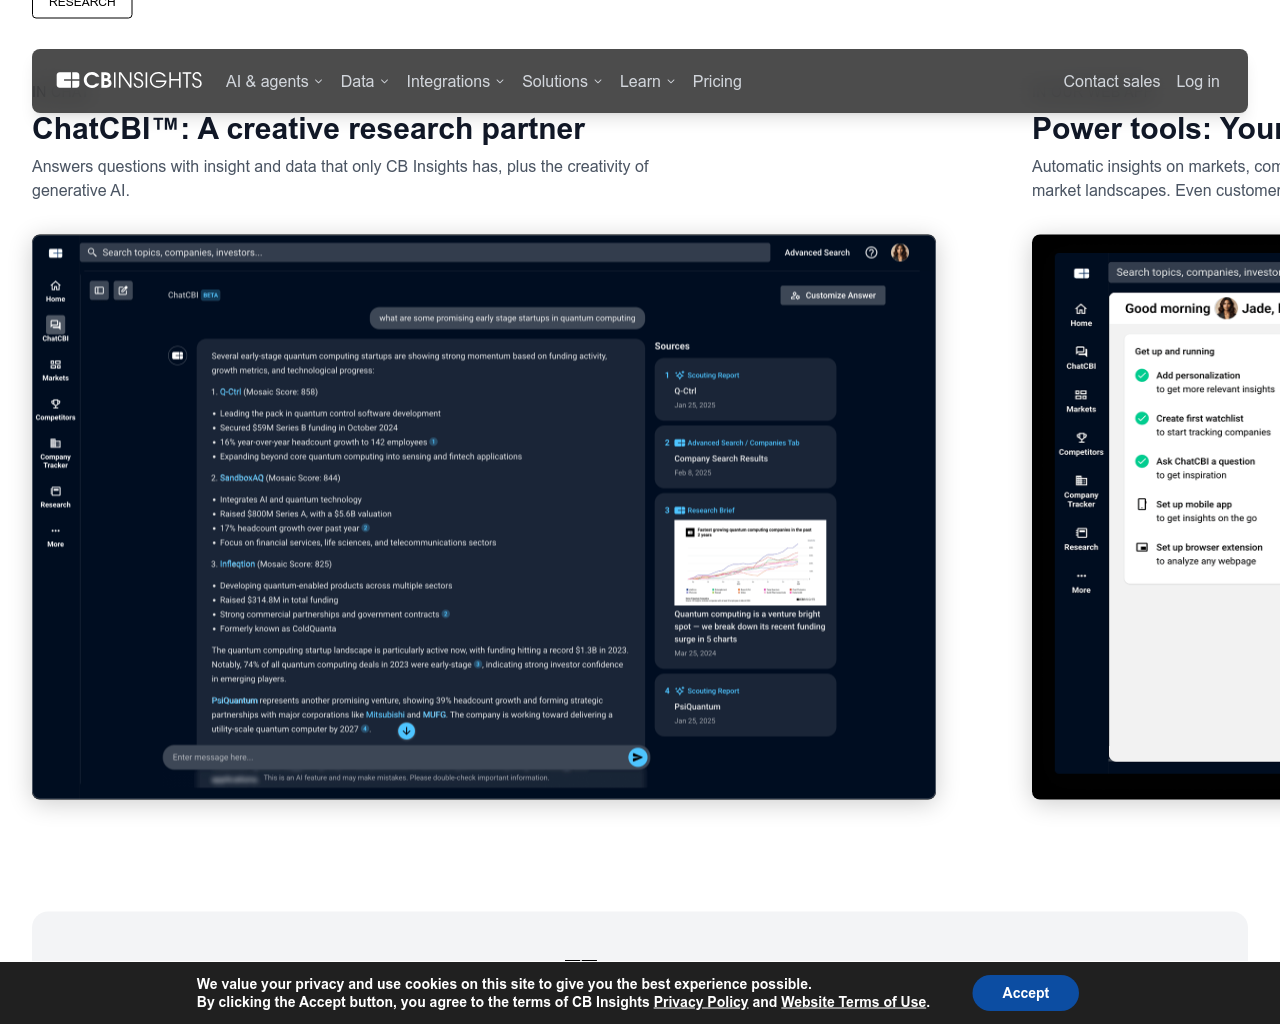 RESEARCH
CBINSIGHTS
AI & agents
Data
Integrations
Solutions
Learn
Pricing
Contact sales
Log in
ChatCBI™: A creative research partner
Answers questions with insight and data that only CB Insights has, plus the creativity of
generative AI.
Search topics, companies, investors...
Advanced Search
Home
ChatCBI
Markets
Competitors
Company
Tracker
Research
More
ChatCBI BETA
Customize Answer
what are some promising early stage startups in quantum computing
Several early-stage quantum computing startups are showing strong momentum based on funding activity,
growth metrics, and technological progress:
1. Q-Ctrl (Mosaic Score: 858)
• Leading the pack in quantum control software development
• Secured $59M Series B funding in October 2024
• 16% year-over-year headcount growth to 142 employees 1
• Expanding beyond core quantum computing into sensing and fintech applications
2. SandboxAQ (Mosaic Score: 844)
• Integrates AI and quantum technology
• Raised $800M Series A, with a $5.6B valuation
• 17% headcount growth over past year 2
• Focus on financial services, life sciences, and telecommunications sectors
3. Infleqtion (Mosaic Score: 825)
• Developing quantum-enabled products across multiple sectors
• Raised $314.8M in total funding
• Strong commercial partnerships and government contracts 2
• Formerly known as ColdQuanta
The quantum computing startup landscape is particularly active now, with funding hitting a record $1.3B in 2023.
Notably, 74% of all quantum computing deals in 2023 were early-stage 3, indicating strong investor confidence
in emerging players.
PsiQuantum represents another promising venture, showing 39% headcount growth and forming strategic
partnerships with major corporations like Mitsubishi and MUFG. The company is working toward delivering a
utility-scale quantum computer by 2027 4.
Enter message here...
applications
This is an AI feature and may make mistakes. Please double-check important information.
Sources
1 Scouting Report
Q-Ctrl
Jan 25, 2025
2 Advanced Search / Companies Tab
Company Search Results
Feb 8, 2025
3 Research Brief
Fastest growing quantum computing companies in the past
2 years
Quantum computing is a venture bright
spot — we break down its recent funding
surge in 5 charts
Mar 25, 2024
4 Scouting Report
PsiQuantum
Jan 25, 2025
Power tools: Your
Automatic insights on markets, com
market landscapes. Even customer
Search topics, companies, investor
Home
ChatCBI
Markets
Competitors
Company
Tracker
Research
More
Good morning Jade,
Get up and running
Add personalization
to get more relevant insights
Create first watchlist
to start tracking companies
Ask ChatCBI a question
to get inspiration
Set up mobile app
to get insights on the go
Set up browser extension
to analyze any webpage
We value your privacy and use cookies on this site to give you the best experience possible.
By clicking the Accept button, you agree to the terms of CB Insights Privacy Policy and Website Terms of Use.
Accept